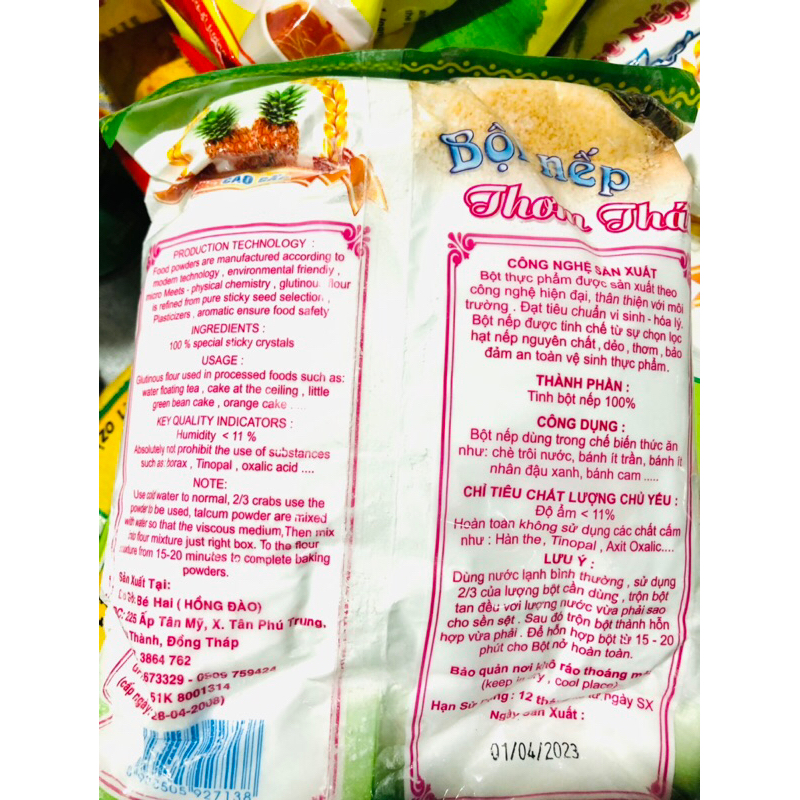 Bột nếp
Thơm
CÔNG NGHỆ SẢN XUẤT
Bột thực phẩm được sản xuất theo
công nghệ hiện đại, thân thiện với môi
trường . Đạt tiêu chuẩn vi sinh - hóa lý.
Bột nếp được tinh chế từ sự chọn lọc
hạt nếp nguyên chất , dẻo , thơm , bảo
đảm an toàn vệ sinh thực phẩm.
THÀNH PHẦN :
Tinh bột nếp 100%
CÔNG DỤNG :
Bột nếp dùng trong chế biến thức ăn
như: chè trôi nước, bánh ít trần, bánh ít
nhân đậu xanh, bánh cam .....
CHỈ TIÊU CHẤT LƯỢNG CHỦ YẾU :
Độ ẩm < 11%
Hoàn toàn không sử dụng các chất cấm
như : Hàn the, Tinopal , Axit Oxalic....
LƯU Ý :
Dùng nước lạnh bình thường , sử dụng
2/3 của lượng bột cần dùng , trộn bột
tan đều với lượng nước vừa phải sao
cho sền sệt . Sau đó trộn bột thành hỗn
hợp vừa phải . Để hỗn hợp bột từ 15 - 20
phút cho Bột nở hoàn toàn.
Bảo quản nơi khô ráo thoáng
(keep cool place)
Hạn 12 ngày SX
Ngày Sản Xuất :
01/04/2023
PRODUCTION TECHNOLOGY :
Food powders are manufactured according to
modern technology , environmental friendly ,
micro Meets - physical chemistry , glutinous flour
is refined from pure sticky seed selection ,
Plasticizers , aromatic ensure food safety
INGREDIENTS :
100 % special sticky crystals
USAGE :
Glutinous flour used in processed foods such as:
water floating tea , cake at the ceiling , little
green bean cake , orange cake ....
KEY QUALITY INDICATORS :
Humidity < 11 %
Absolutely not prohibit the use of substances
such as: borax , Tinopal , oxalic acid ....
NOTE:
Use cold water to normal, 2/3 crabs use the
powder to be used, talcum powder are mixed
with water so that the viscous medium,Then mix
flour mixture just right box. To the flour
from 15-20 minutes to complete baking
powders.
Sản Xuất Tại:
Bé Hai ( HỒNG ĐÀO)
225 Ấp Tân Mỹ, X. Tân Phú Trung,
Thành, Đồng Tháp
3864 762
673329 - 0909 759424
51K 8001314
(cấp ngày: 28-04-2008)
927138